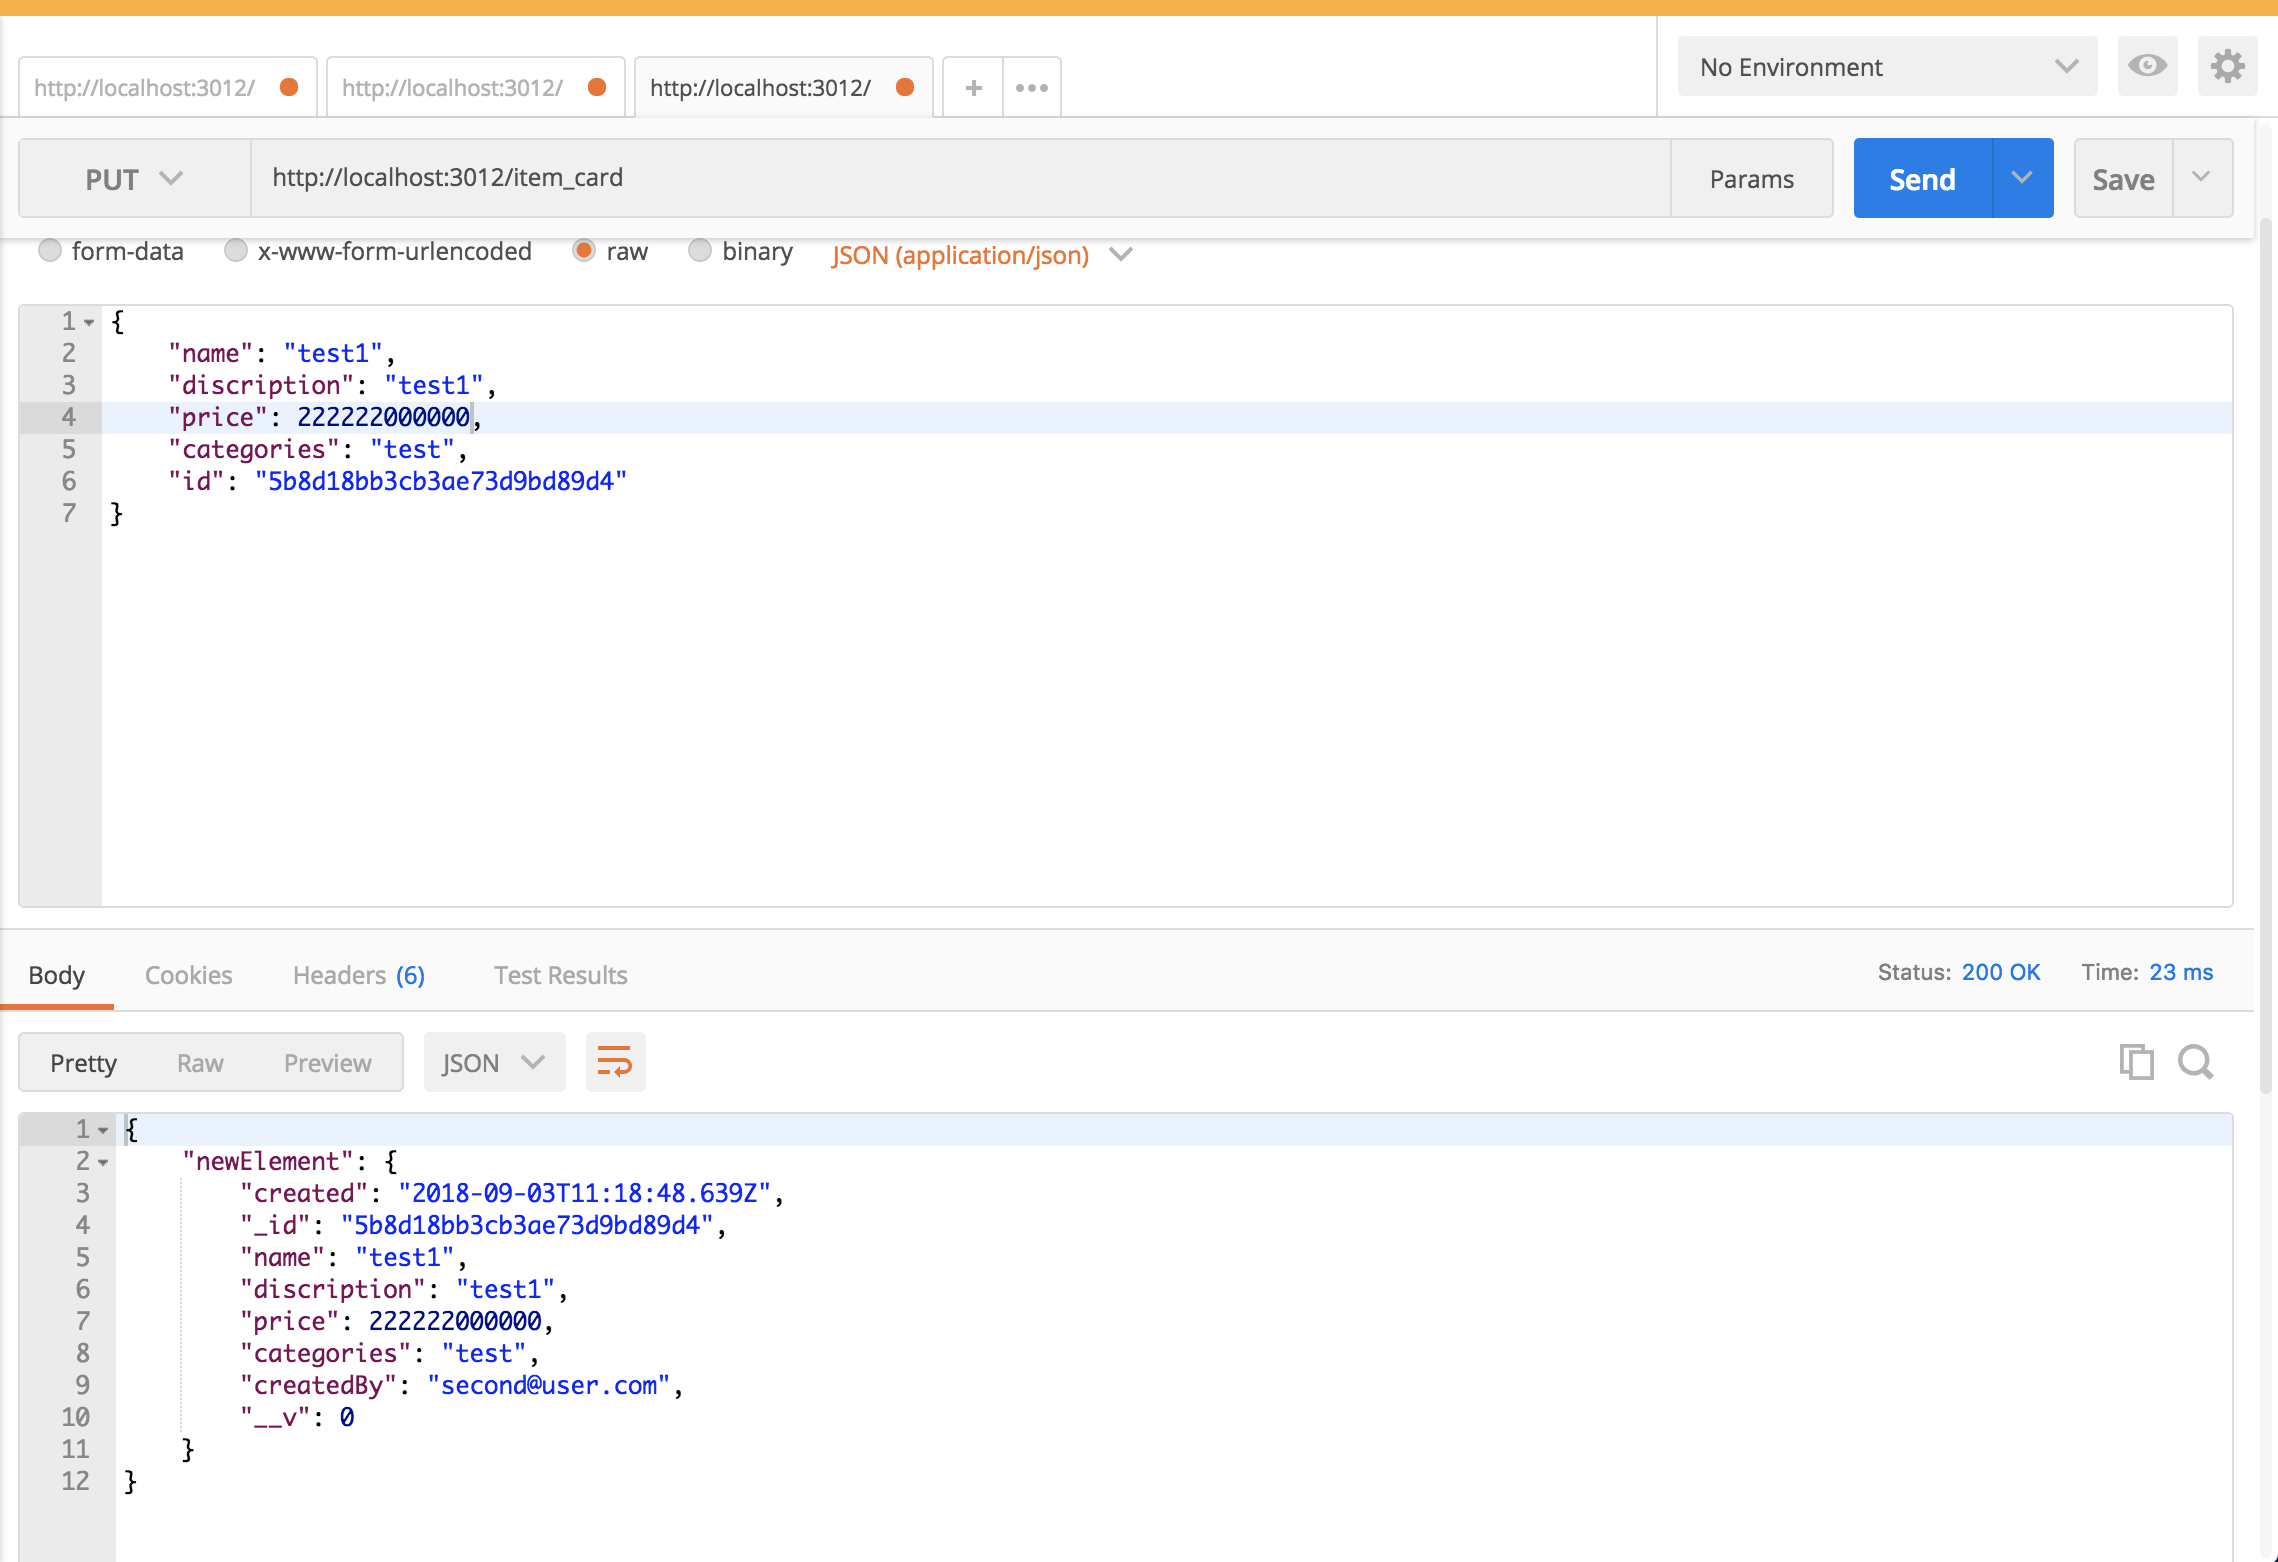 http://localhost:3012/ http://localhost:3012/ http://localhost:3012/ No Environment
PUT http://localhost:3012/item_card Params Send Save
form-data x-www-form-urlencoded raw binary JSON (application/json)
1 {
2 "name": "test1",
3 "discription": "test1",
4 "price": 222222000000,
5 "categories": "test",
6 "id": "5b8d18bb3cb3ae73d9bd89d4"
7 }
Body Cookies Headers (6) Test Results Status: 200 OK Time: 23 ms
Pretty Raw Preview JSON
1 {
2 "newElement": {
3 "created": "2018-09-03T11:18:48.639Z",
4 "_id": "5b8d18bb3cb3ae73d9bd89d4",
5 "name": "test1",
6 "discription": "test1",
7 "price": 222222000000,
8 "categories": "test",
9 "createdBy": "second@user.com",
10 "__v": 0
11 }
12 }